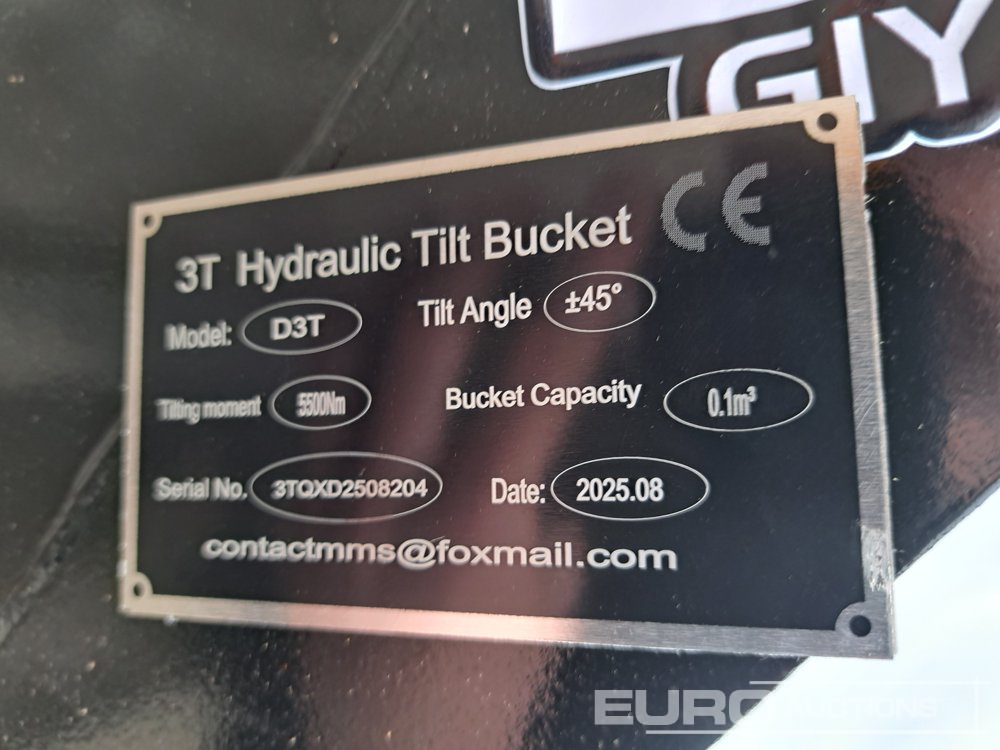 GIY
CE
3T Hydraulic Tilt Bucket
Model: D3T
Tilt Angle ±45°
Tilting moment 5500Nm
Bucket Capacity 0.1m³
Serial No. 3TQXD2508204
Date: 2025.08
contactmms@foxmail.com
EURO AUCTIONS